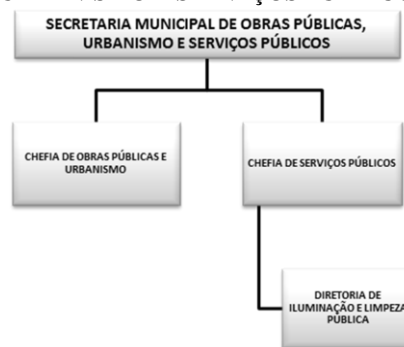 SECRETARIA MUNICIPAL DE OBRAS PÚBLICAS,
URBANISMO E SERVIÇOS PÚBLICOS
CHEFIA DE OBRAS PÚBLICAS E
URBANISMO
CHEFIA DE SERVIÇOS PÚBLICOS
DIRETORIA DE
ILUMINAÇÃO E LIMPEZA
PÚBLICA